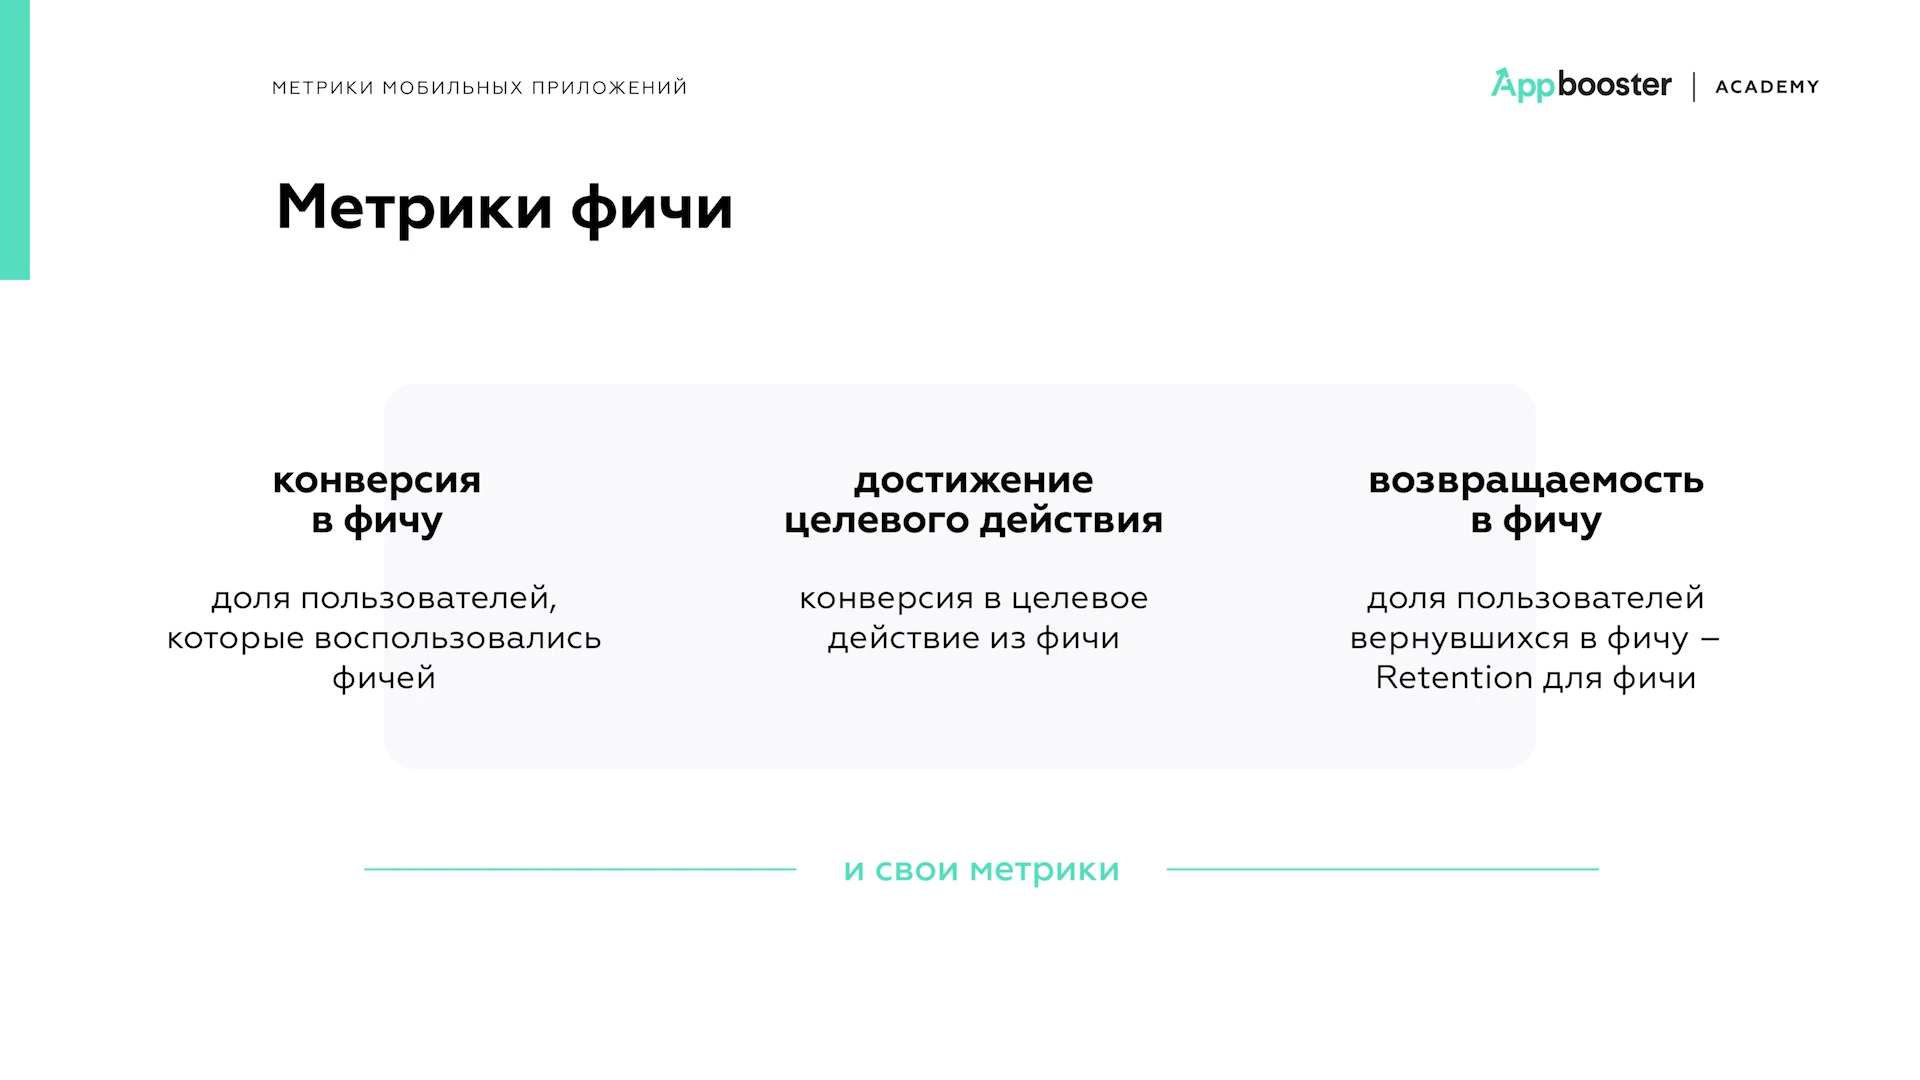 МЕТРИКИ МОБИЛЬНЫХ ПРИЛОЖЕНИЙ
Appbooster | ACADEMY
Метрики фичи
конверсия
в фичу
доля пользователей,
которые воспользовались
фичей
достижение
целевого действия
конверсия в целевое
действие из фичи
возвращаемость
в фичу
доля пользователей
вернувшихся в фичу –
Retention для фичи
и свои метрики